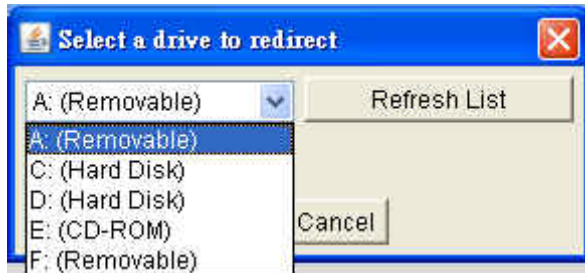 Select a drive to redirect
A: (Removable)
Refresh List
A: (Removable)
C: (Hard Disk)
D: (Hard Disk)
E: (CD-ROM)
Cancel
F: (Removable)